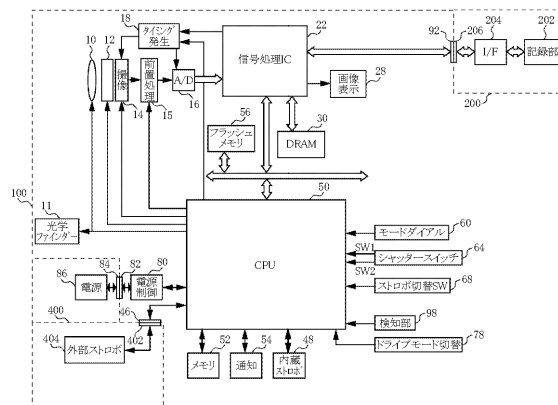 18
タイミング
発生
22
信号処理IC
92
206
204
I/F
202
記録部
200
10
12
撮像
前置処理
A/D
14
15
16
28
画像
表示
56
フラッシュ
メモリ
30
DRAM
50
CPU
100
11
光学
ファインダー
60
モードダイアル
SW1
64
シャッタースイッチ
SW2
68
ストロボ切替SW
98
検知部
78
ドライブモード切替
84
82
80
86
電源
電源
制御
46
400
402
404
外部ストロボ
52
メモリ
54
通知
48
内蔵
ストロボ